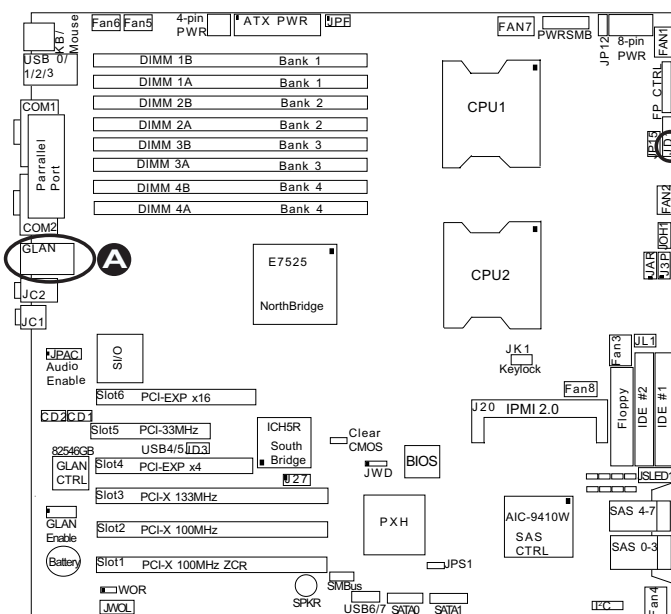 KB/
Mouse
Fan6 Fan5
4-pin
PWR
ATX PWR
JPF
FAN7
PWRSMB
JP12
8-pin
PWR
FAN1
USB 0/
1/2/3
DIMM 1B Bank 1
DIMM 1A Bank 1
DIMM 2B Bank 2
DIMM 2A Bank 2
DIMM 3B Bank 3
DIMM 3A Bank 3
DIMM 4B Bank 4
DIMM 4A Bank 4
CPU1
FP CTRL
JP15
COM1
Parrallel
Port
COM2
GLAN
A
JC2
JC1
E7525
NorthBridge
CPU2
FAN2
JOH1
JAR
J3P
JPAC
Audio
Enable
SI/O
JK1
Keylock
Fan3
JL1
Fan8
Floppy
IDE #2
IDE #1
J20 IPMI 2.0
Slot6 PCI-EXP x16
CD2 CD1
Slot5 PCI-33MHz
82546GB
GLAN
CTRL
USB4/5 JD3
Slot4 PCI-EXP x4
ICH5R
South
Bridge
J27
Clear
CMOS
JWD
BIOS
JSLED1
Slot3 PCI-X 133MHz
GLAN
Enable
Slot2 PCI-X 100MHz
PXH
AIC-9410W
SAS
CTRL
SAS 4-7
SAS 0-3
Battery
Slot1 PCI-X 100MHz ZCR
JPS1
WOR
JWOL
SPKR
SMBus
USB6/7
SATA0
SATA1
Fan4